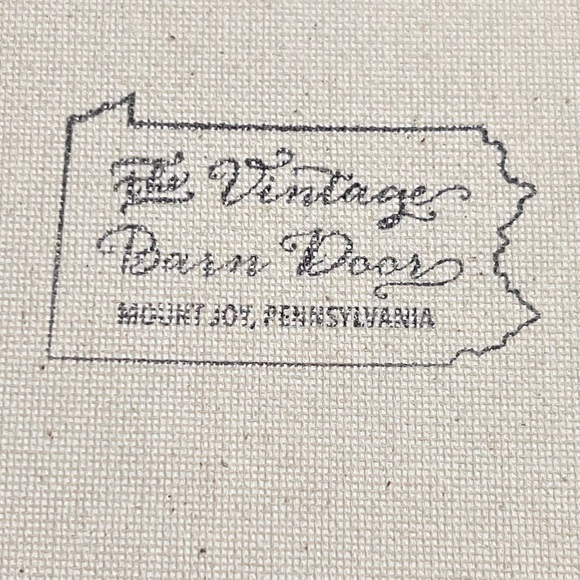 The Vintage
Barn Door
MOUNT JOY, PENNSYLVANIA